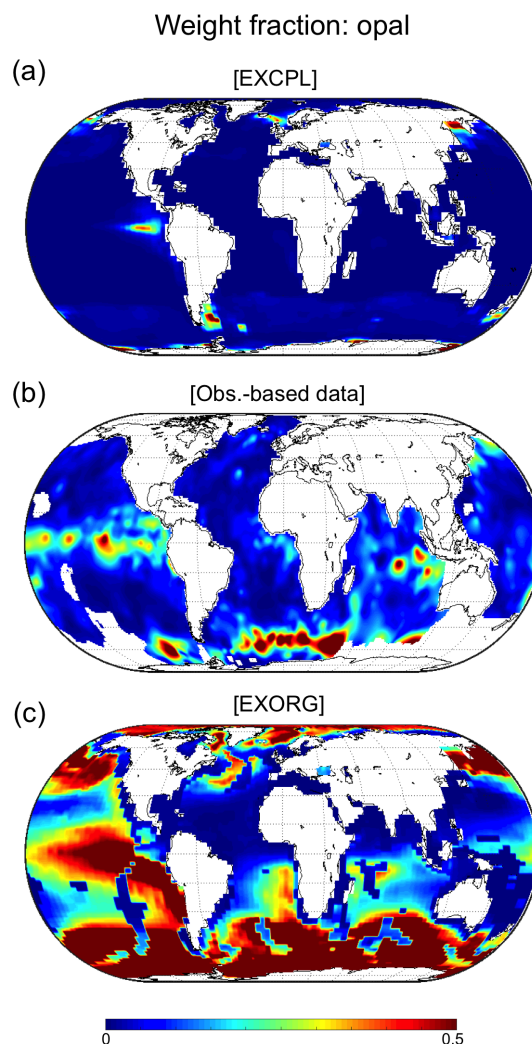 Weight fraction: opal
(a)
[EXCPL]
(b)
[Obs.-based data]
(c)
[EXORG]
0
0.5